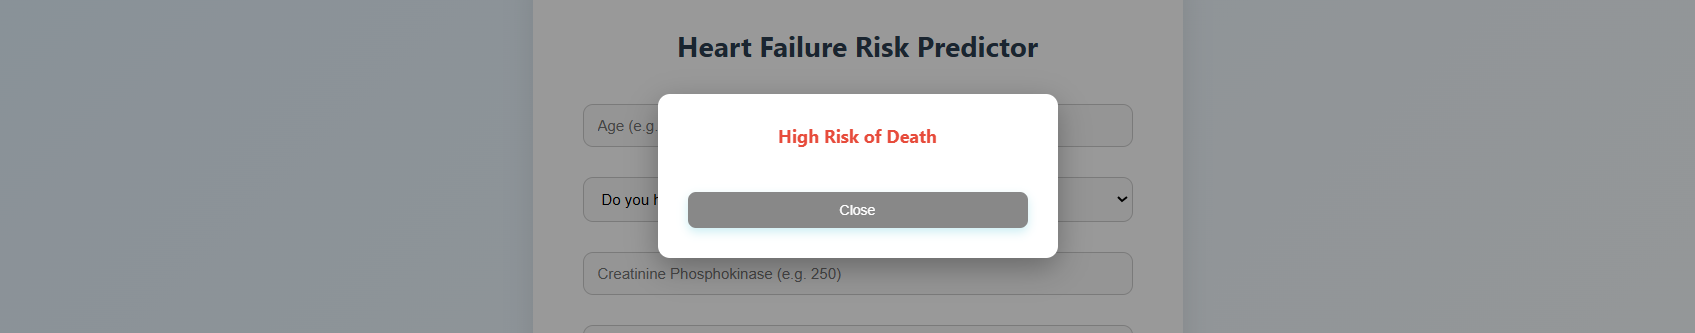 Heart Failure Risk Predictor
Age (e.g.
High Risk of Death
Do you
Close
Creatinine Phosphokinase (e.g. 250)